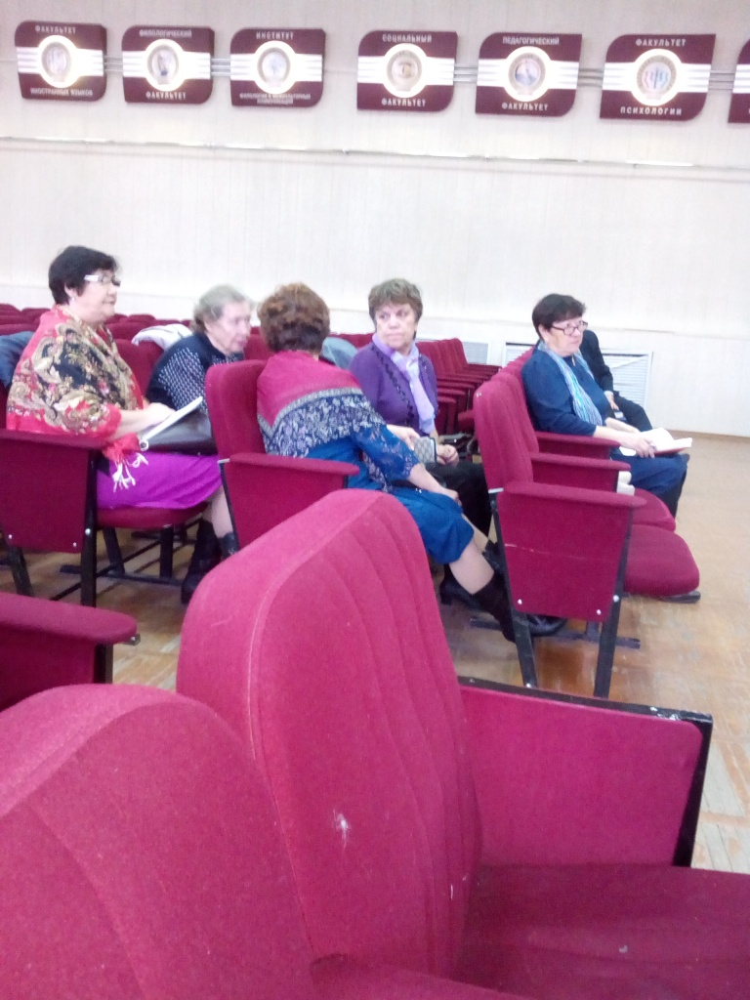 ФАКУЛЬТЕТ
ИНОСТРАННЫХ ЯЗЫКОВ
ФИЛОЛОГИЧЕСКИЙ
ФАКУЛЬТЕТ
ИНСТИТУТ
СОЦИАЛЬНЫЙ
ФАКУЛЬТЕТ
ПЕДАГОГИЧЕСКИЙ
ФАКУЛЬТЕТ
ФАКУЛЬТЕТ
ПСИХОЛОГИИ